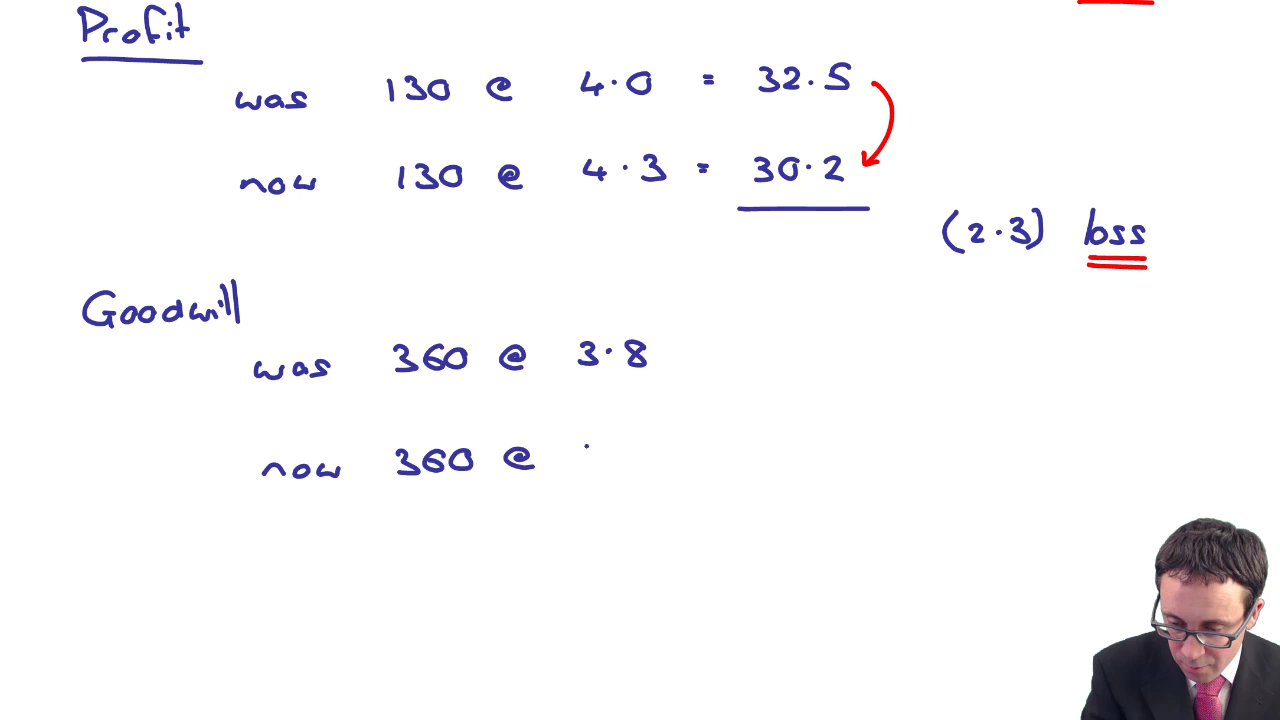 Profit
was 130 @ 4.0 = 32.5
now 130 @ 4.3 = 30.2
(2.3) loss
Goodwill
was 360 @ 3.8
now 360 @